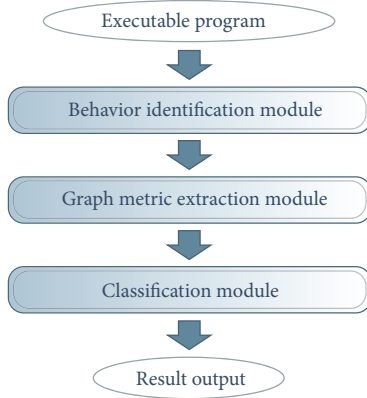 Executable program
Behavior identification module
Graph metric extraction module
Classification module
Result output